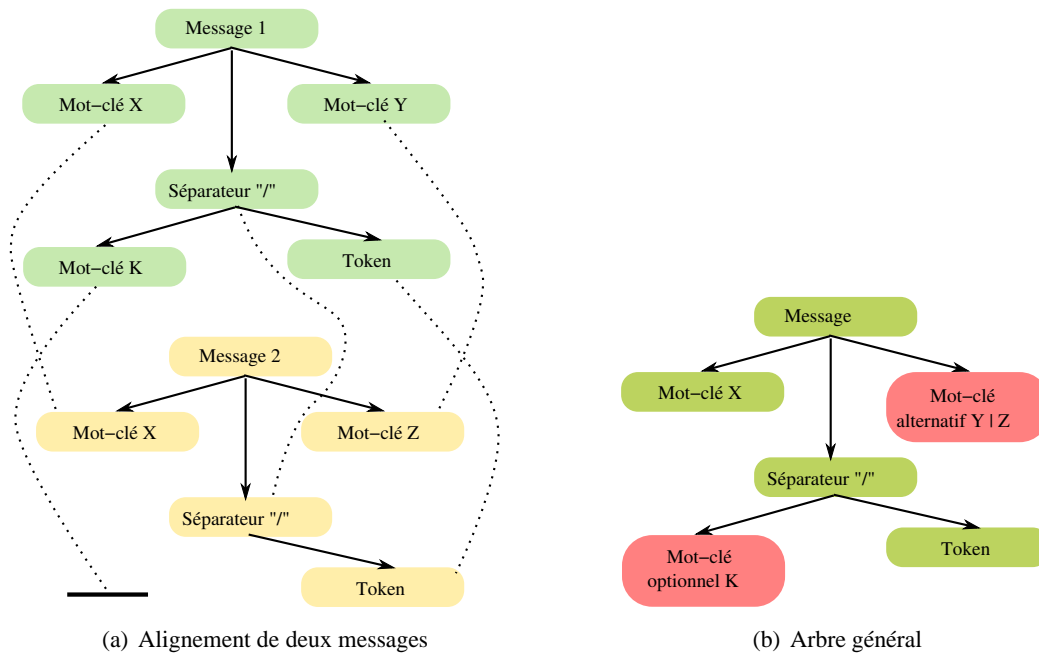 Message 1
Mot−clé X
Mot−clé Y
Séparateur "/"
Mot−clé K
Token
Message 2
Mot−clé X
Mot−clé Z
Séparateur "/"
Token
(a) Alignement de deux messages
Message
Mot−clé X
Mot−clé
alternatif Y | Z
Séparateur "/"
Mot−clé
optionnel K
Token
(b) Arbre général